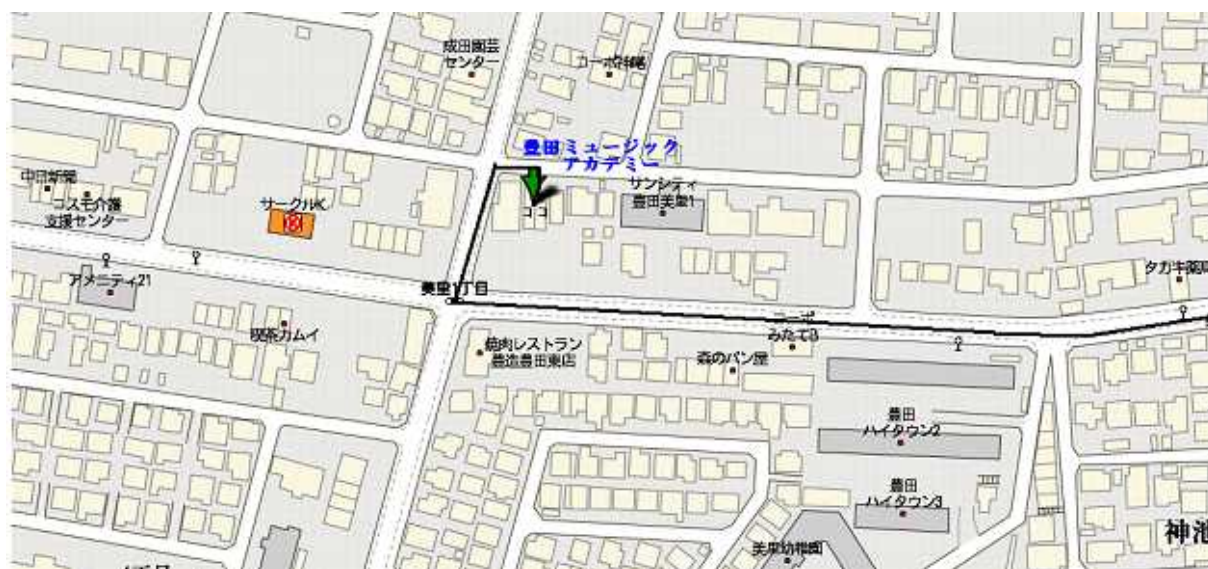 成田園芸
センター
豊田ミュージック
アカデミー
ココ
サンシティ
豊田美里1
中日新聞
コスモ介護
支援センター
サークルK
アメニティ21
美里1丁目
喫茶カムイ
コーポ
みたてB
タカギ薬局
焼肉レストラン
豊造豊田東店
森のパン屋
豊田
ハイタウン2
豊田
ハイタウン3
美里幼稚園
神池